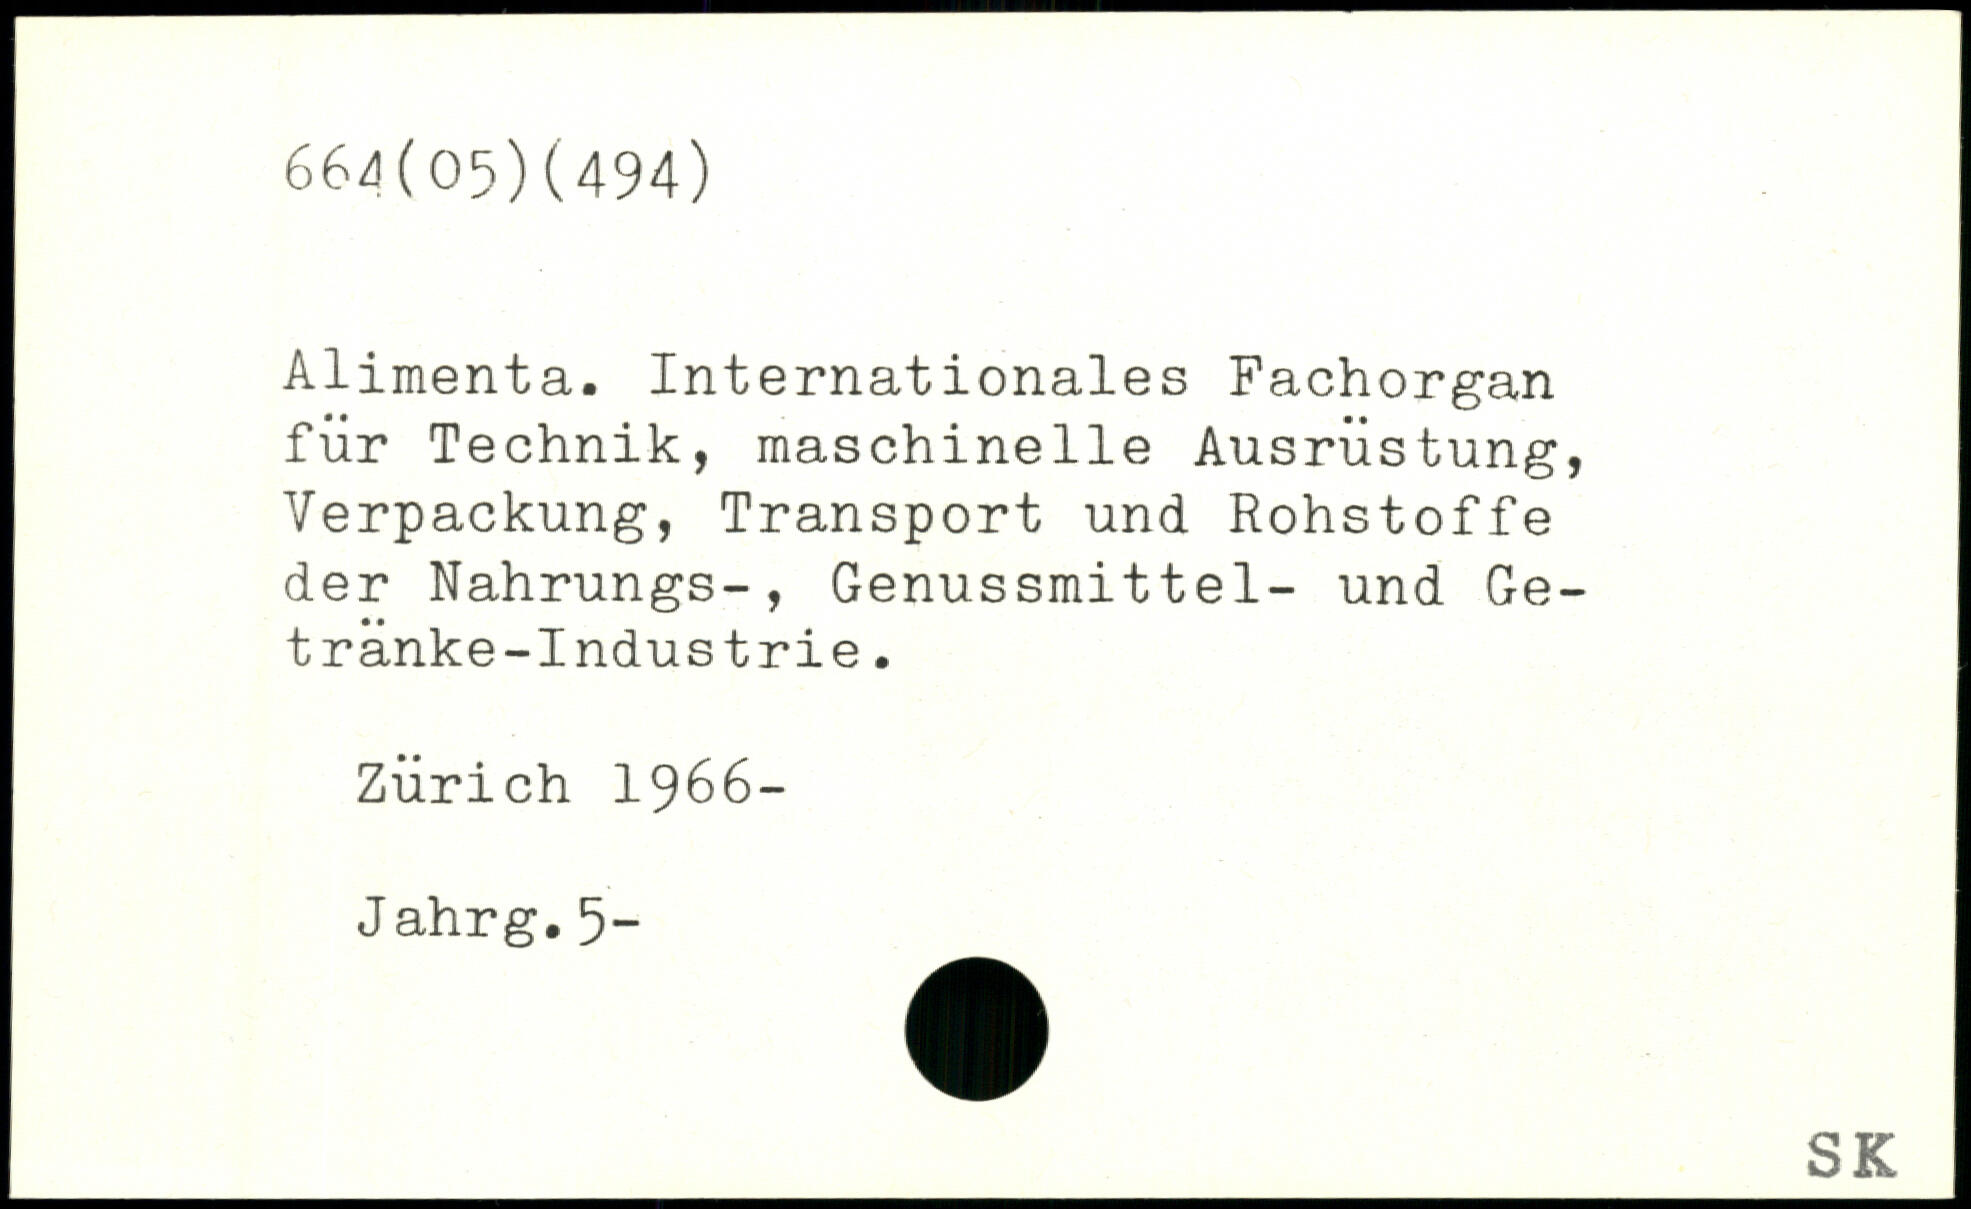 664(05)(494)
Alimenta. Internationales Fachorgan
für Technik, maschinelle Ausrüstung,
Verpackung, Transport und Rohstoffe
der Nahrungs-, Genussmittel- und Ge-
tränke-Industrie.
Zürich 1966-
Jahrg.5-
SK